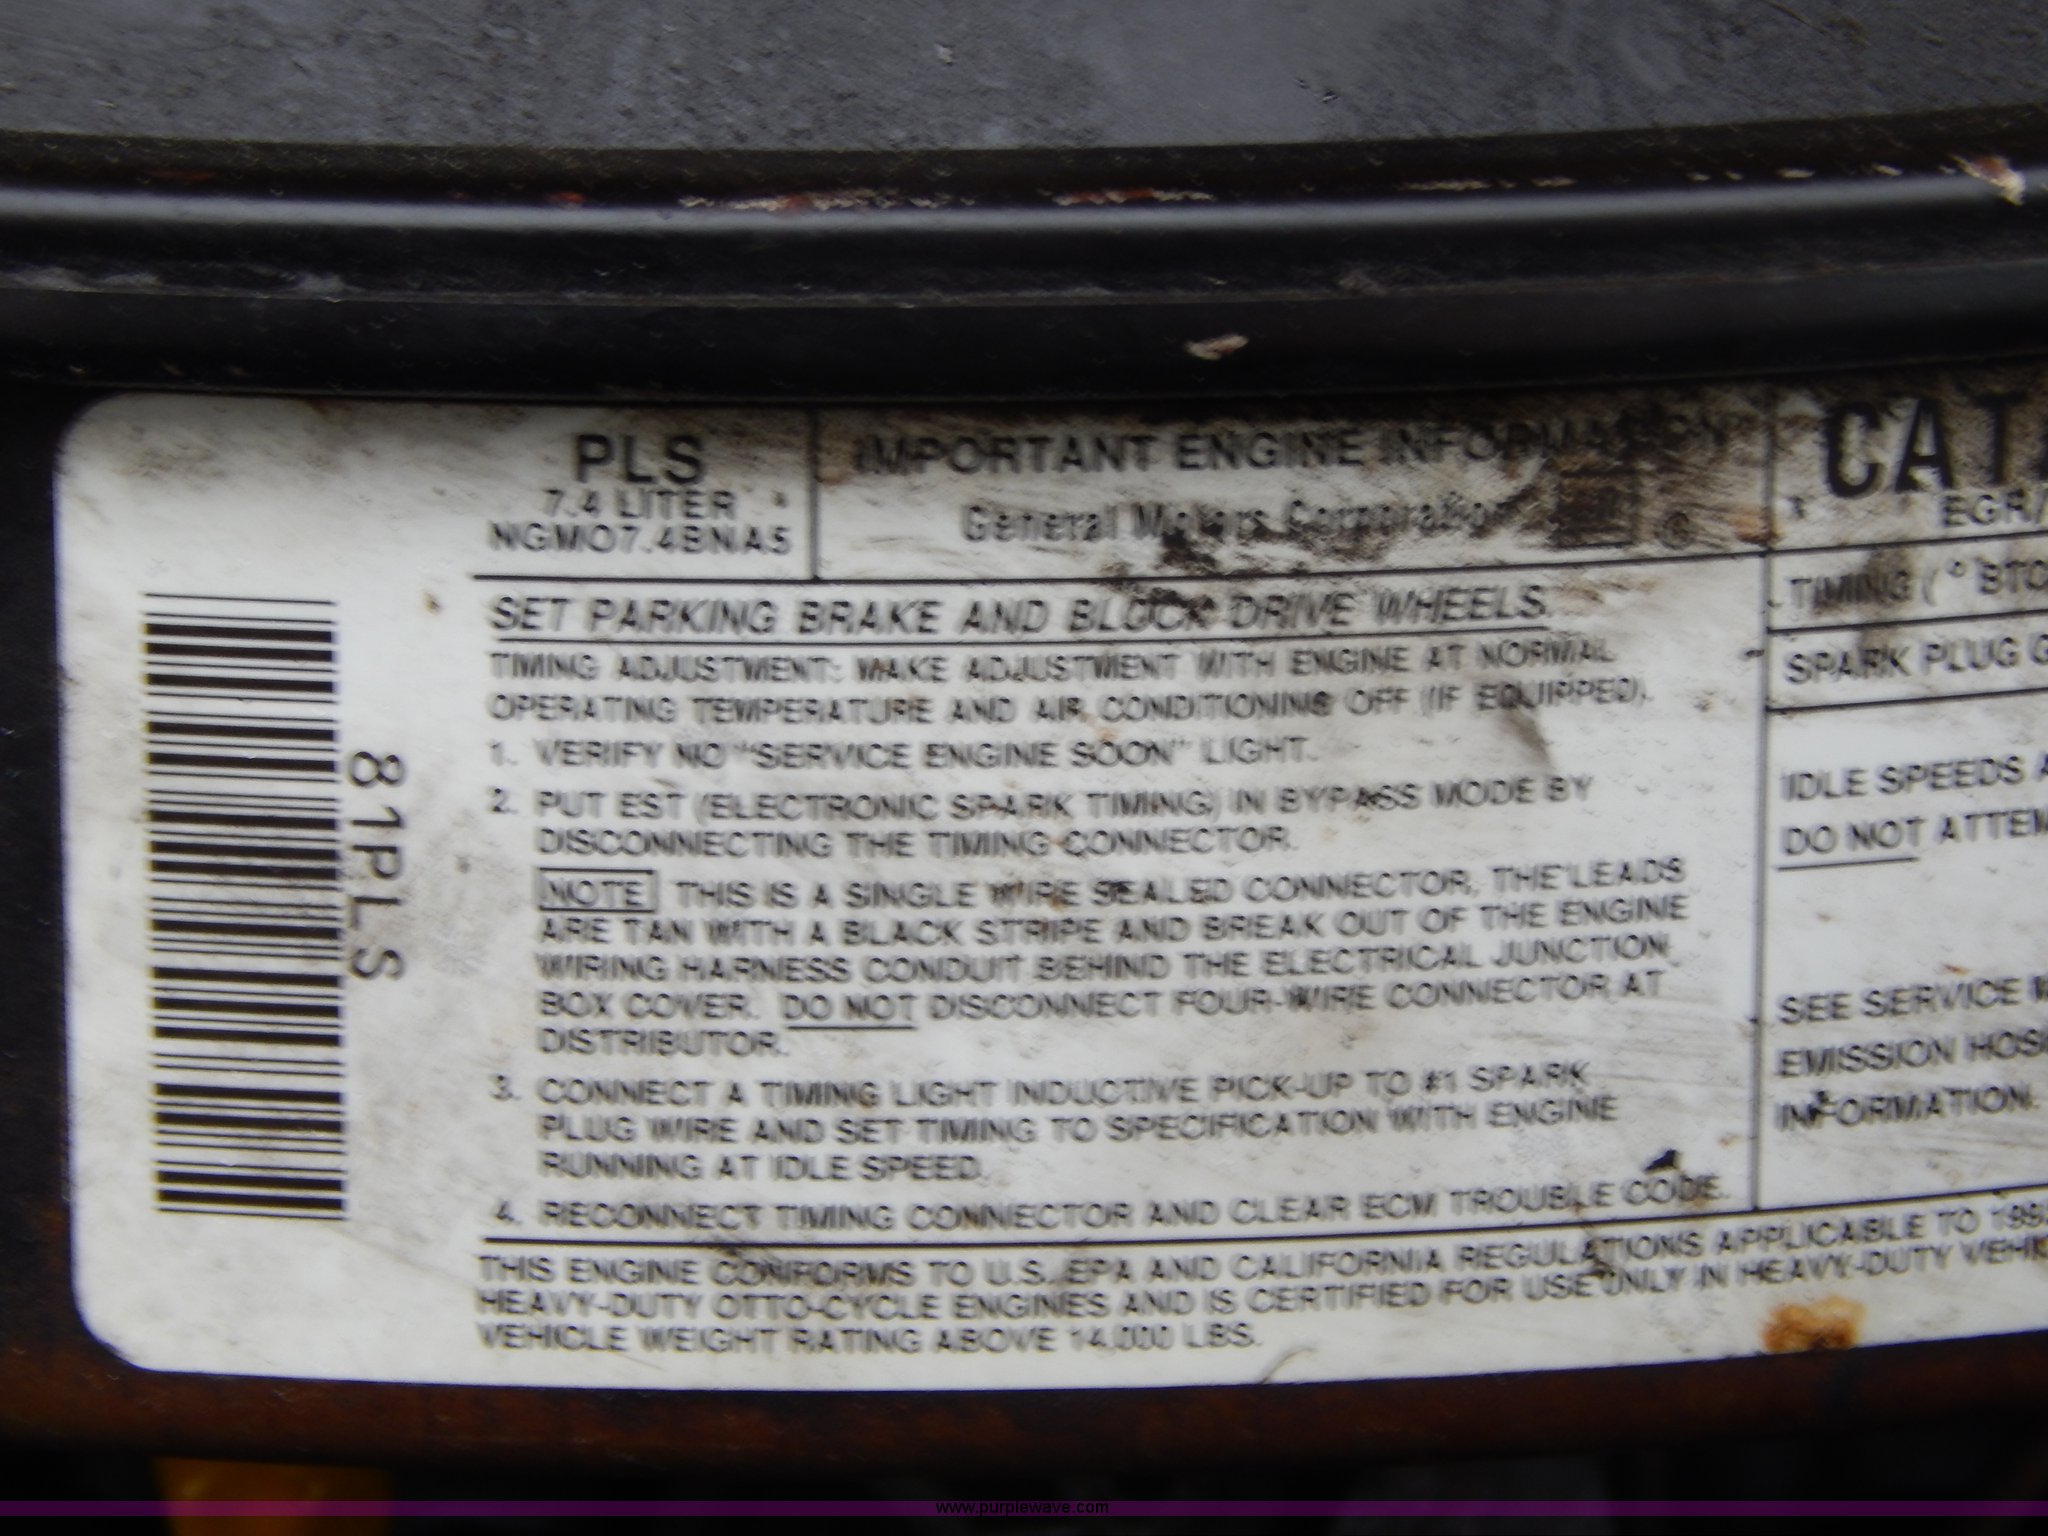 PLS
7.4 LITER
NGM07.4BNA5
IMPORTANT ENGINE INFORMATION
General Motors Corporation
81PLS
SET PARKING BRAKE AND BLOCK DRIVE WHEELS.
TIMING ADJUSTMENT: MAKE ADJUSTMENT WITH ENGINE AT NORMAL
OPERATING TEMPERATURE AND AIR CONDITIONING OFF (IF EQUIPPED).
1. VERIFY NO "SERVICE ENGINE SOON" LIGHT.
2. PUT EST (ELECTRONIC SPARK TIMING) IN BYPASS MODE BY
DISCONNECTING THE TIMING CONNECTOR.
NOTE THIS IS A SINGLE WIRE SEALED CONNECTOR, THE LEADS
ARE TAN WITH A BLACK STRIPE AND BREAK OUT OF THE ENGINE
WIRING HARNESS CONDUIT BEHIND THE ELECTRICAL JUNCTION
BOX COVER. DO NOT DISCONNECT FOUR-WIRE CONNECTOR AT
DISTRIBUTOR.
3. CONNECT A TIMING LIGHT INDUCTIVE PICK-UP TO #1 SPARK
PLUG WIRE AND SET TIMING TO SPECIFICATION WITH ENGINE
RUNNING AT IDLE SPEED.
4. RECONNECT TIMING CONNECTOR AND CLEAR ECM TROUBLE CODE.
CAT
EGR/
TIMING (° BTC
SPARK PLUG G
IDLE SPEEDS A
DO NOT ATTEM
SEE SERVICE M
EMISSION HOS
INFORMATION.
THIS ENGINE CONFORMS TO U.S. EPA AND CALIFORNIA REGULATIONS APPLICABLE TO 199
HEAVY-DUTY OTTO-CYCLE ENGINES AND IS CERTIFIED FOR USE ONLY IN HEAVY-DUTY VEHI
VEHICLE WEIGHT RATING ABOVE 14,000 LBS.
www.purplewave.com